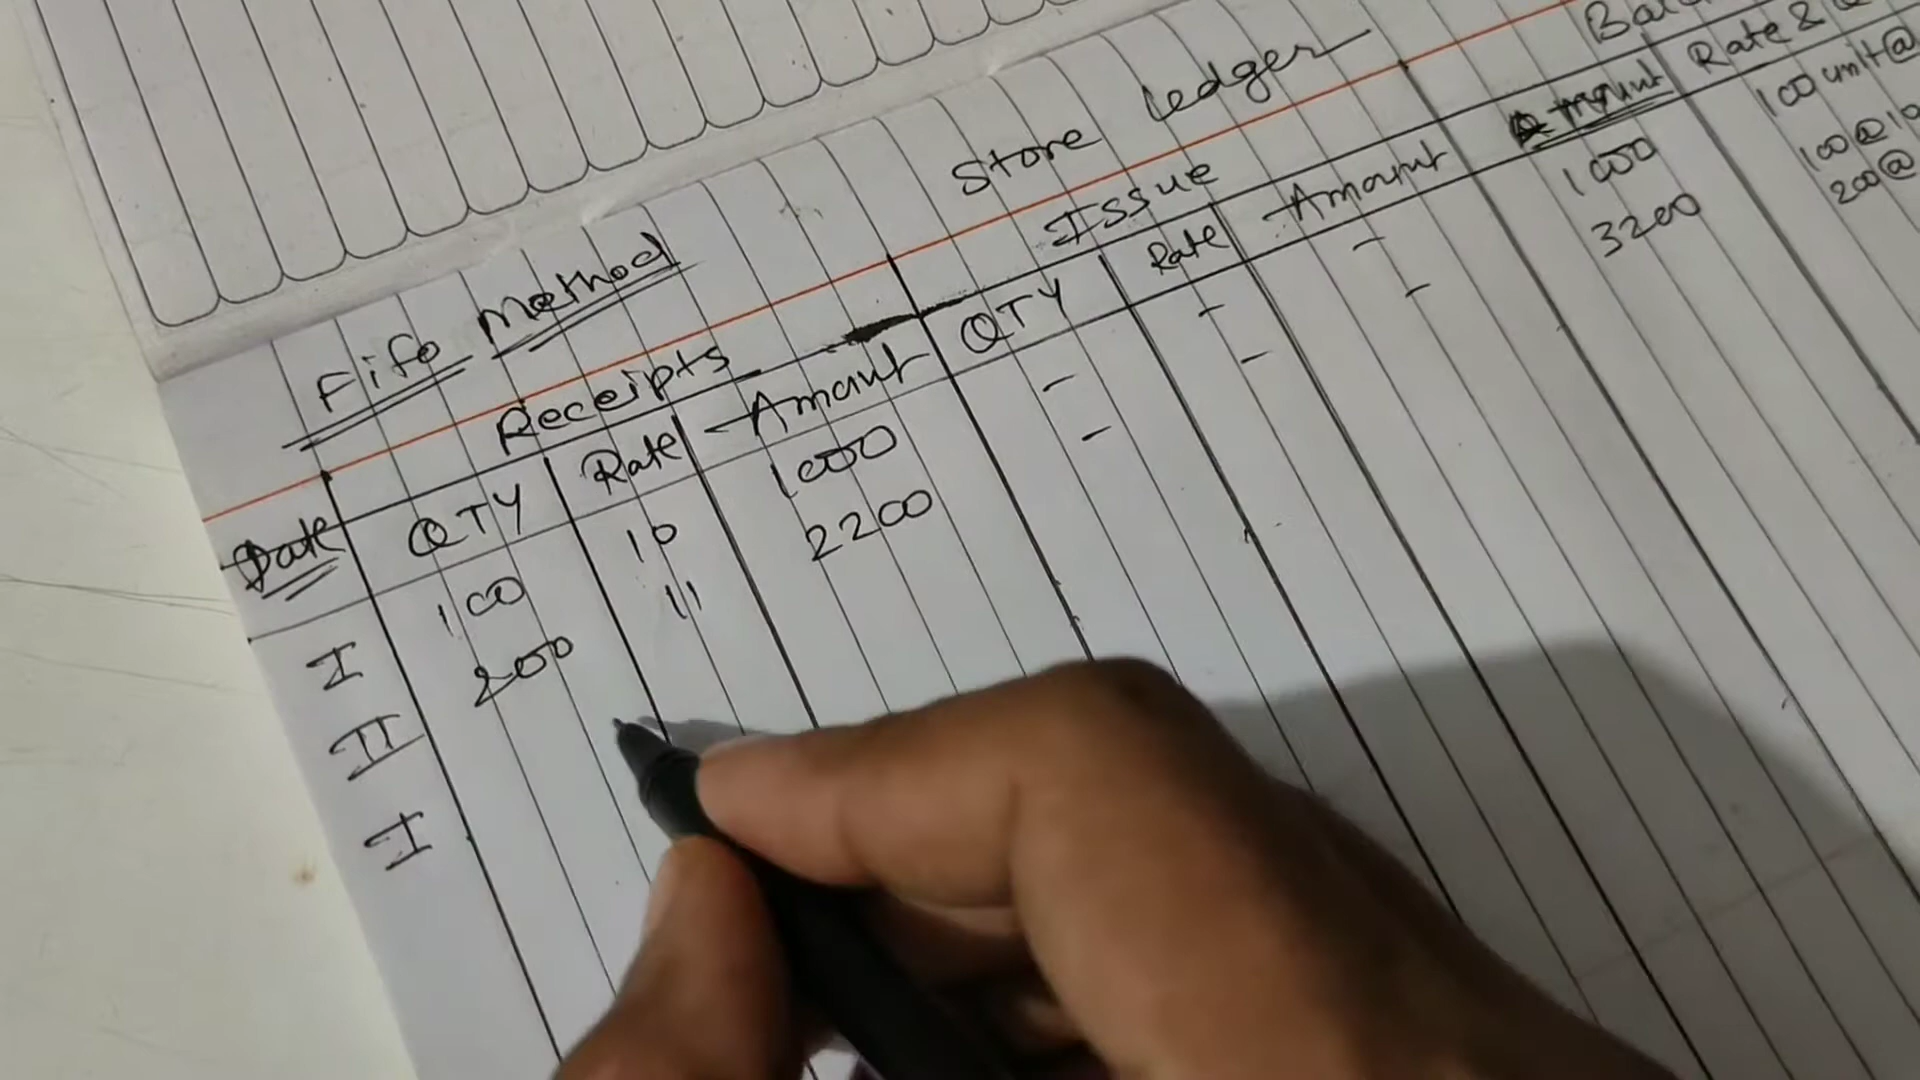 Store Ledger
Fifo Method
Receipts Issue
Date QTY Rate Amount QTY Rate Amount Amount Rate &
I 100 10 1000 - - - 1000 100 unit@
II 200 11 2200 - - - 3200 100@10
200@
I